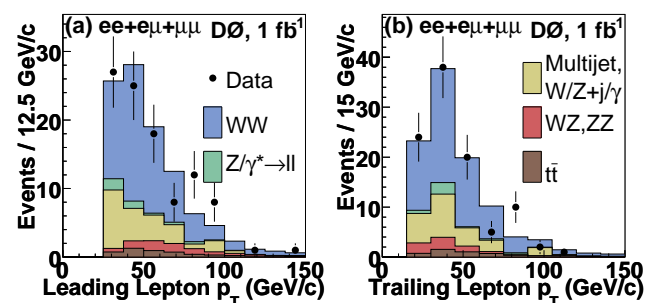 (a) ee+eμ+μμ DØ, 1 fb⁻¹
Events / 12.5 GeV/c
30
20
10
0
Data
WW
Z/γ*→ll
0 50 100 150
Leading Lepton p_T (GeV/c)
(b) ee+eμ+μμ DØ, 1 fb⁻¹
Events / 15 GeV/c
40
30
20
10
0
Multijet,
W/Z+j/γ
WZ,ZZ
tt̄
0 50 100 150
Trailing Lepton p_T (GeV/c)